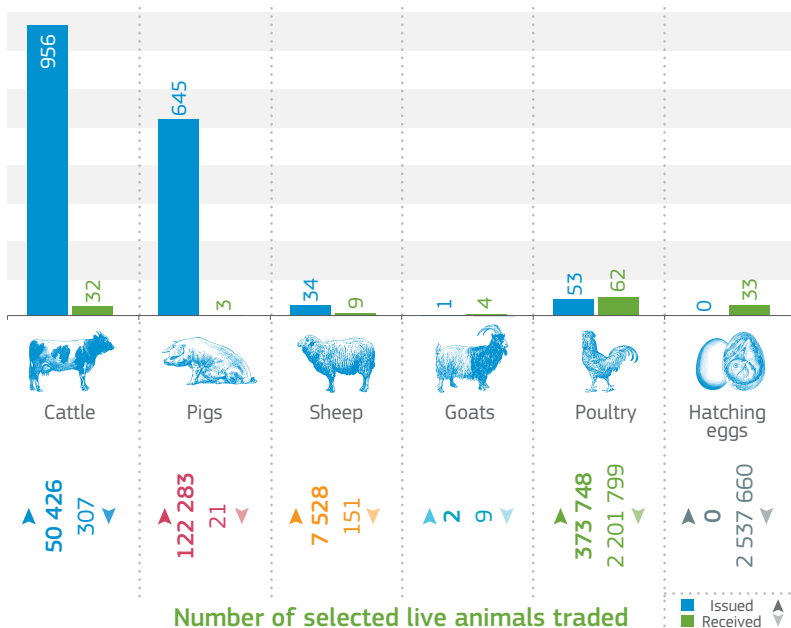 956
32
645
3
34
9
1
4
53
62
0
33
Cattle
Pigs
Sheep
Goats
Poultry
Hatching
eggs
50 426
307
122 283
21
7 528
151
2
9
373 748
2 201 799
0
2 537 660
Number of selected live animals traded
Issued
Received